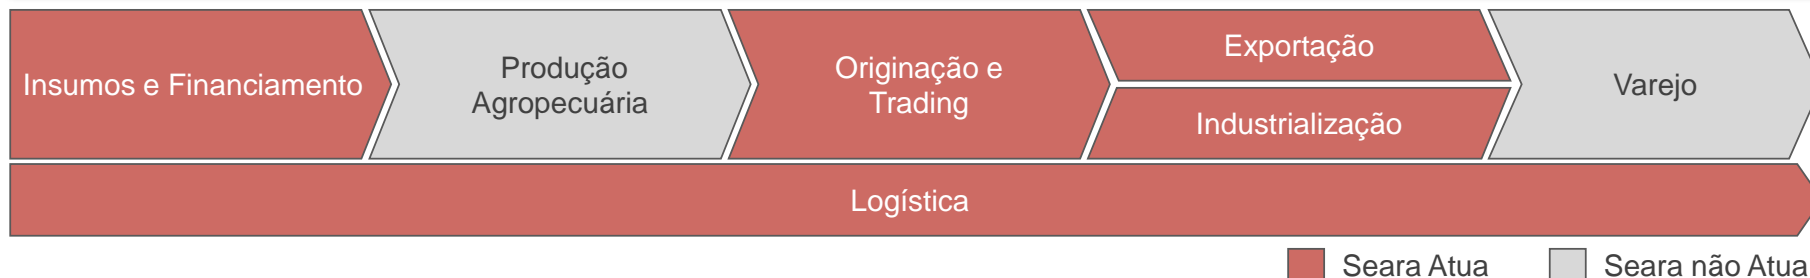 Insumos e Financiamento
Produção
Agropecuária
Originação e
Trading
Exportação
Industrialização
Varejo
Logística
Seara Atua
Seara não Atua